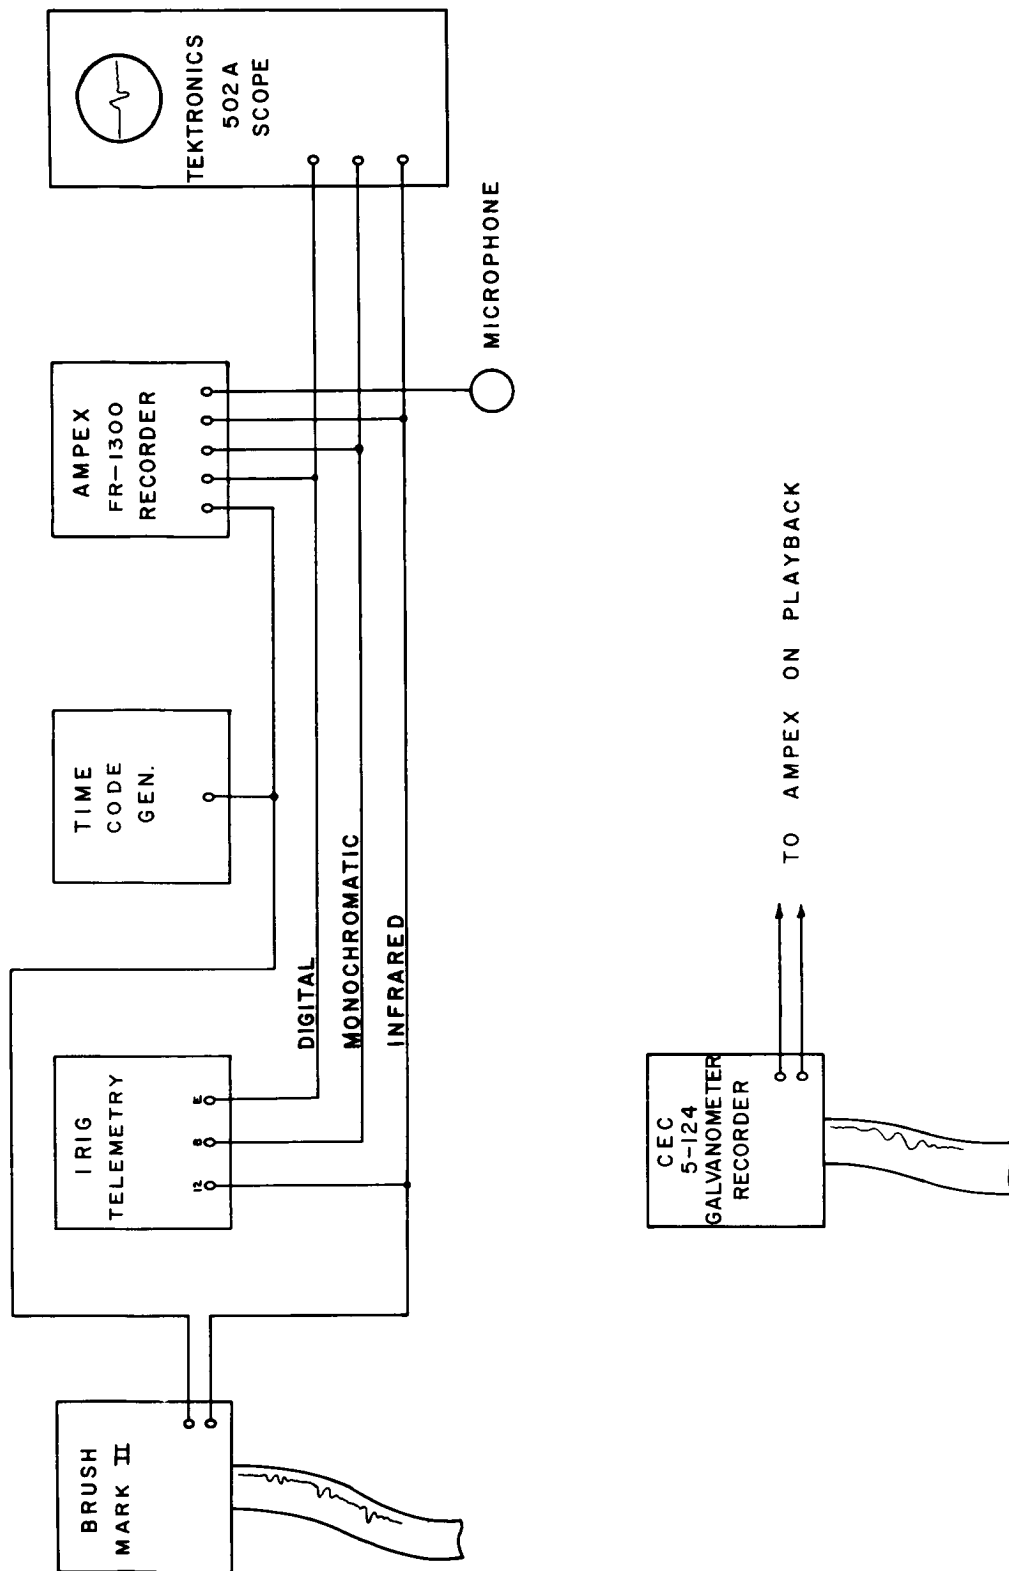 BRUSH
MARK II
IRIG
TELEMETRY
12
8
E
TIME
CODE
GEN.
AMPEX
FR-1300
RECORDER
TEKTRONICS
502A
SCOPE
DIGITAL
MONOCHROMATIC
INFRARED
MICROPHONE
CEC
5-124
GALVANOMETER
RECORDER
TO AMPEX ON PLAYBACK